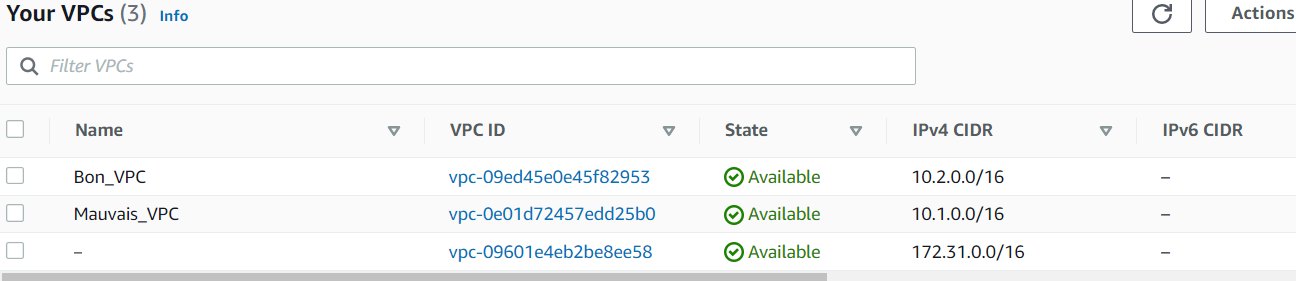 Your VPCs (3) Info Actions
Filter VPCs
Name VPC ID State IPv4 CIDR IPv6 CIDR
Bon_VPC vpc-09ed45e0e45f82953 Available 10.2.0.0/16 –
Mauvais_VPC vpc-0e01d72457edd25b0 Available 10.1.0.0/16 –
– vpc-09601e4eb2be8ee58 Available 172.31.0.0/16 –